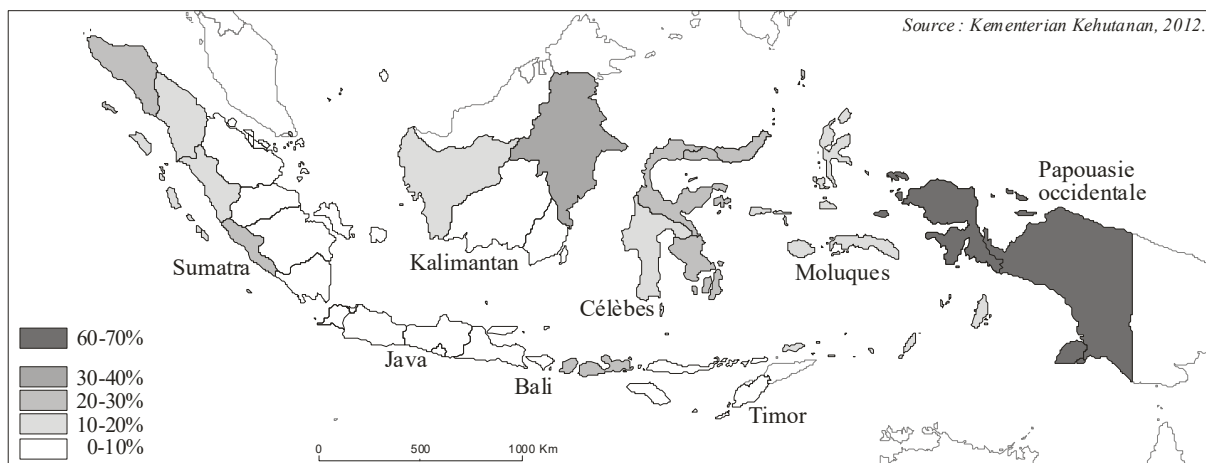 Source : Kementerian Kehutanan, 2012.
Papouasie
occidentale
Sumatra
Kalimantan
Moluques
Célèbes
Java
Bali
Timor
60-70%
30-40%
20-30%
10-20%
0-10%
0 500 1000 Km